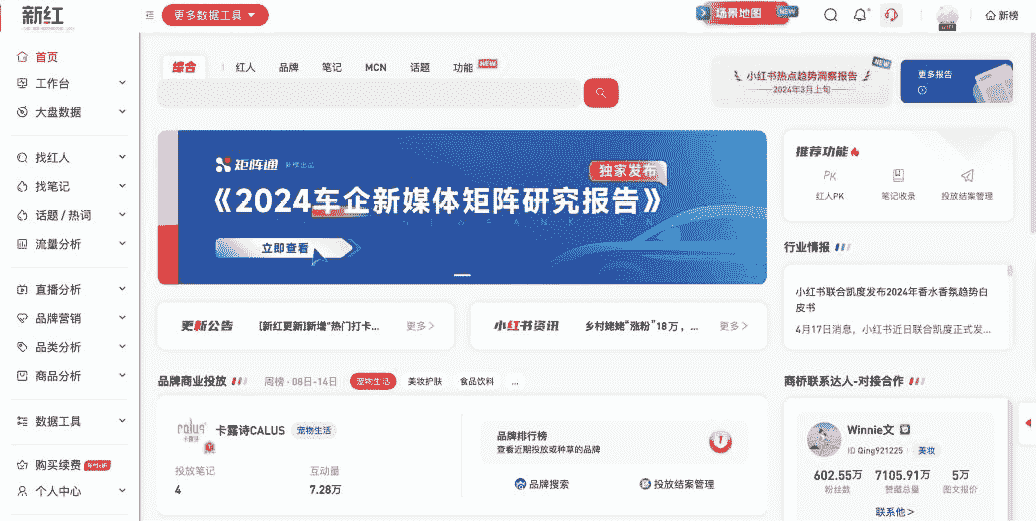 新红
更多数据工具
场景地图
NEW
新榜
首页
工作台
大盘数据
找红人
找笔记
话题 / 热词
流量分析
直播分析
品牌营销
品类分析
商品分析
数据工具
购买续费
个人中心
综合
红人
品牌
笔记
MCN
话题
功能
NEW
小红书热点趋势洞察报告
NEW
2024年3月上旬
更多报告
矩阵通
新榜出品
独家发布
《2024车企新媒体矩阵研究报告》
立即查看
推荐功能
PK
红人PK
笔记收录
投放结案管理
行业情报
小红书联合凯度发布2024年香水香氛趋势白
皮书
4月17日消息，小红书近日联合凯度正式发...
更新公告
[新红更新]新增“热门打卡...
更多 >
小红书资讯
乡村姥姥“涨粉”18万，...
更多 >
品牌商业投放
周榜 · 08日-14日
宠物生活
美妆护肤
食品饮料
...
calus
卡露诗
卡露诗CALUS
宠物生活
投放笔记
4
互动量
7.28万
品牌排行榜
查看近期投放或种草的品牌
1
品牌搜索
投放结案管理
商桥联系达人-对接合作
Winnie文
ID Qing921225
美妆
602.55万
粉丝数
7105.91万
赞藏总量
5万
图文报价
联系他 >